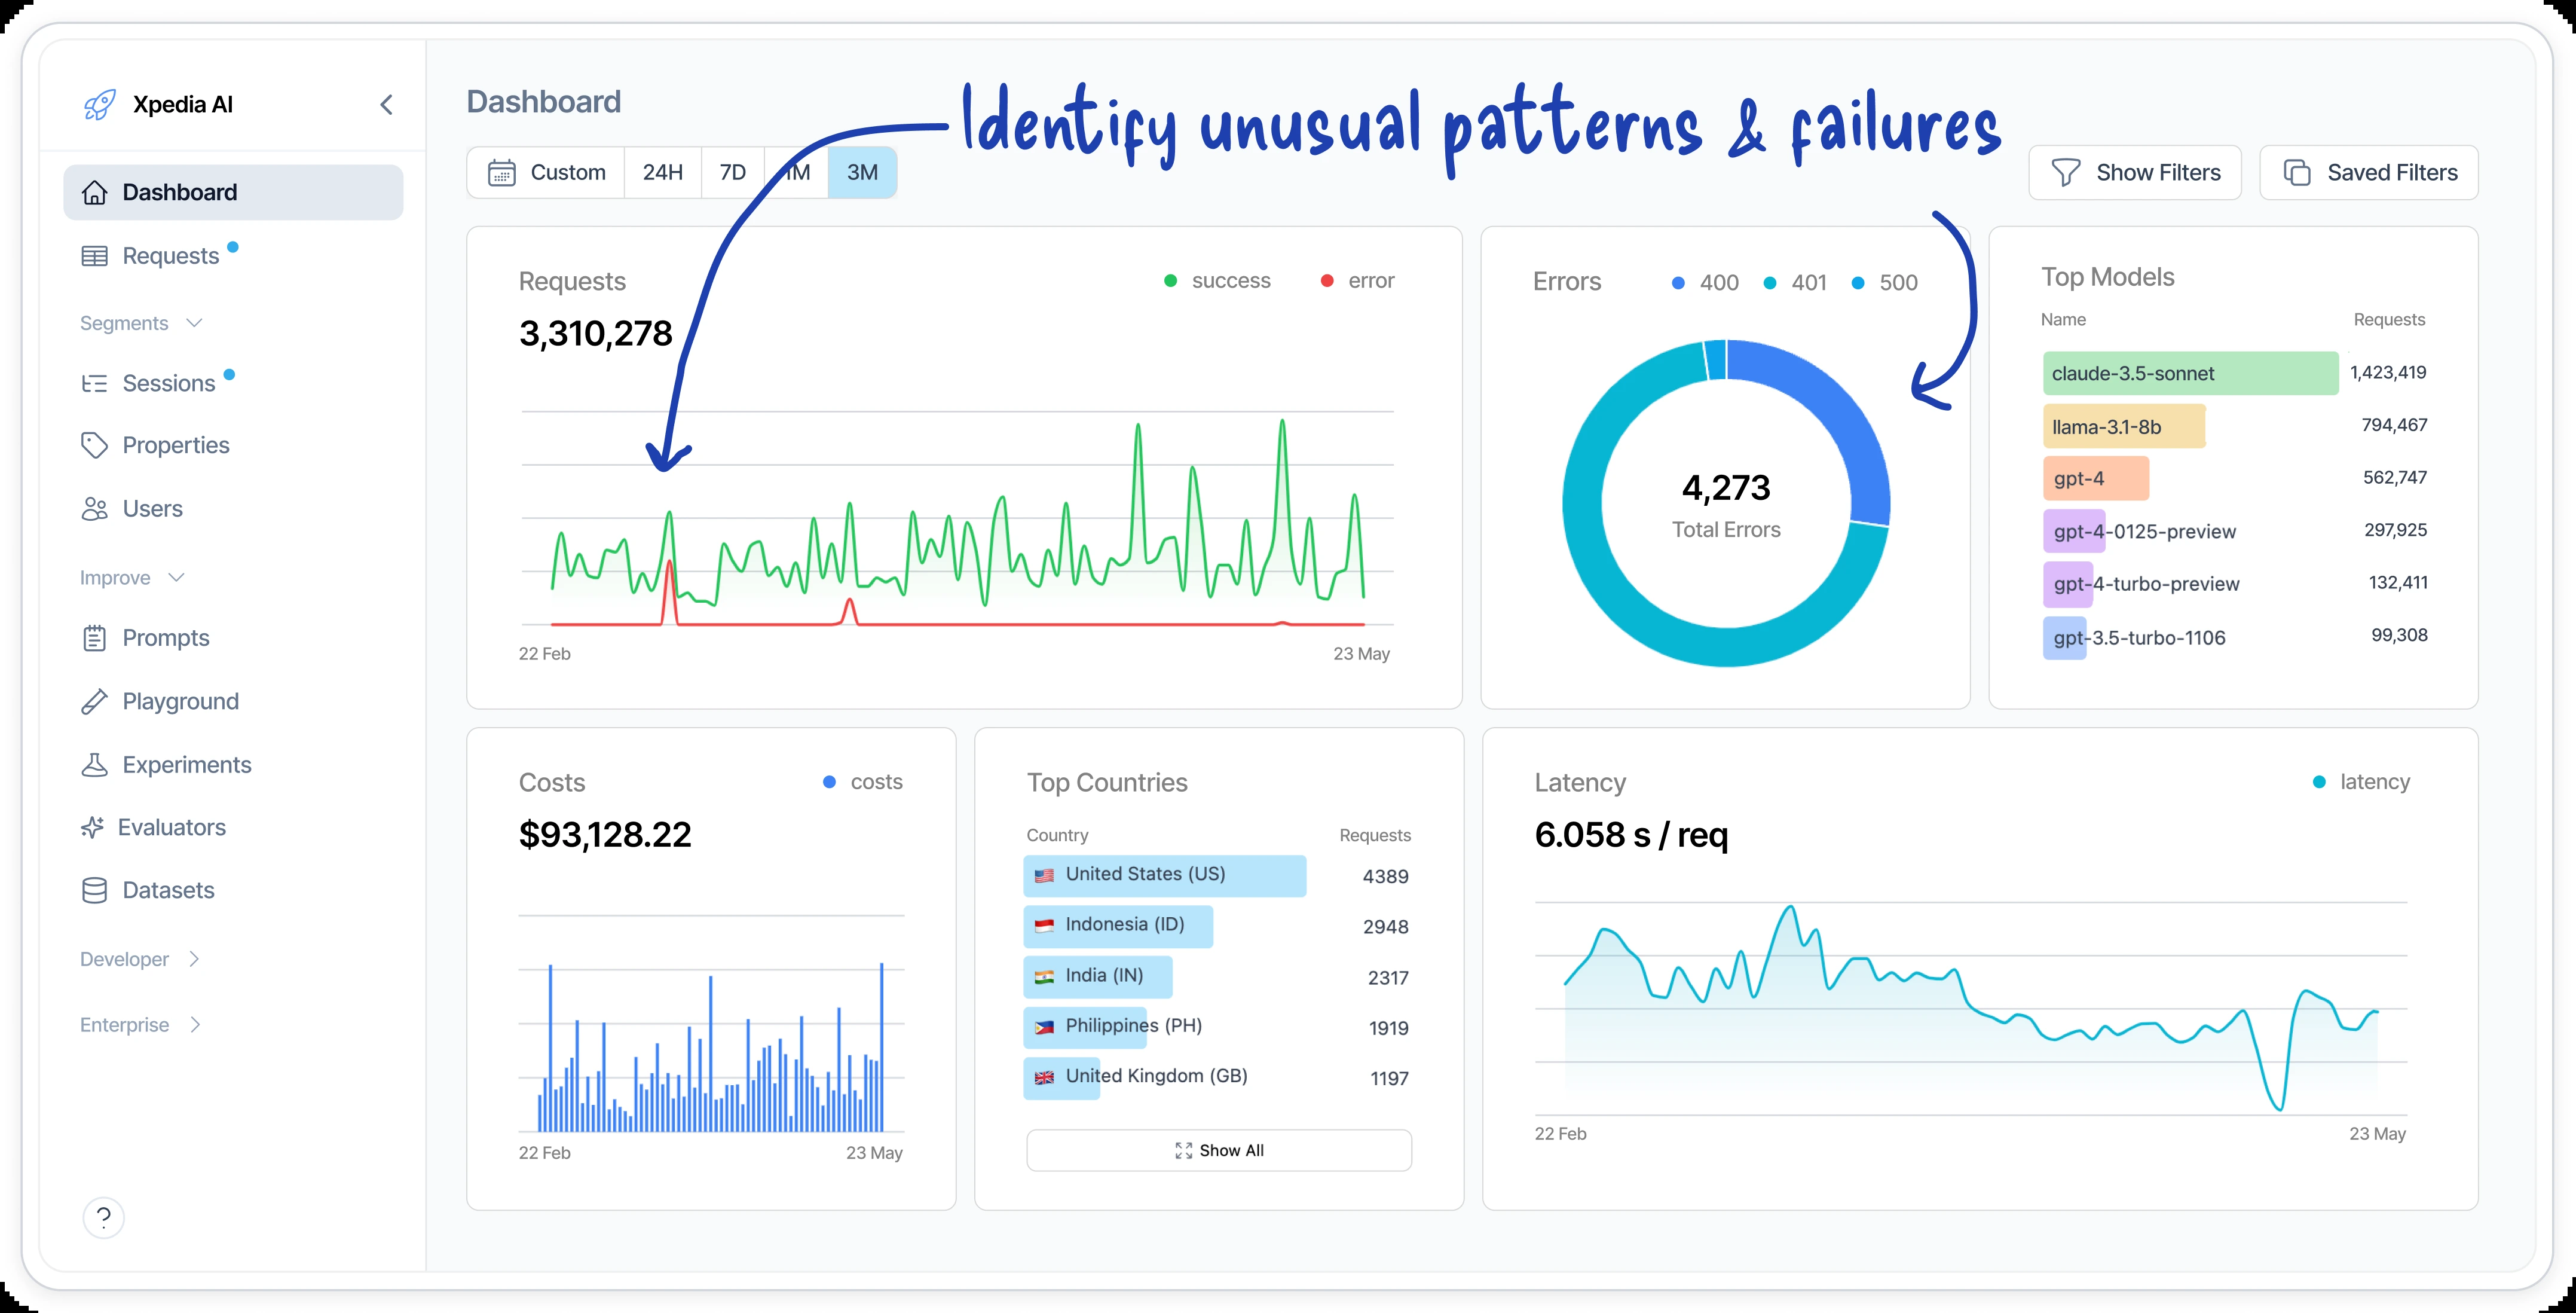 Xpedia AI
Dashboard
Requests
Segments
Sessions
Properties
Users
Improve
Prompts
Playground
Experiments
Evaluators
Datasets
Developer
Enterprise
?
Dashboard
Identify unusual patterns & failures
Custom 24H 7D 1M 3M
Show Filters
Saved Filters
Requests
success error
3,310,278
22 Feb 23 May
Errors 400 401 500
4,273
Total Errors
Top Models
Name Requests
claude-3.5-sonnet 1,423,419
llama-3.1-8b 794,467
gpt-4 562,747
gpt-4-0125-preview 297,925
gpt-4-turbo-preview 132,411
gpt-3.5-turbo-1106 99,308
Costs costs
$93,128.22
22 Feb 23 May
Top Countries
Country Requests
United States (US) 4389
Indonesia (ID) 2948
India (IN) 2317
Philippines (PH) 1919
United Kingdom (GB) 1197
Show All
Latency latency
6.058 s / req
22 Feb 23 May